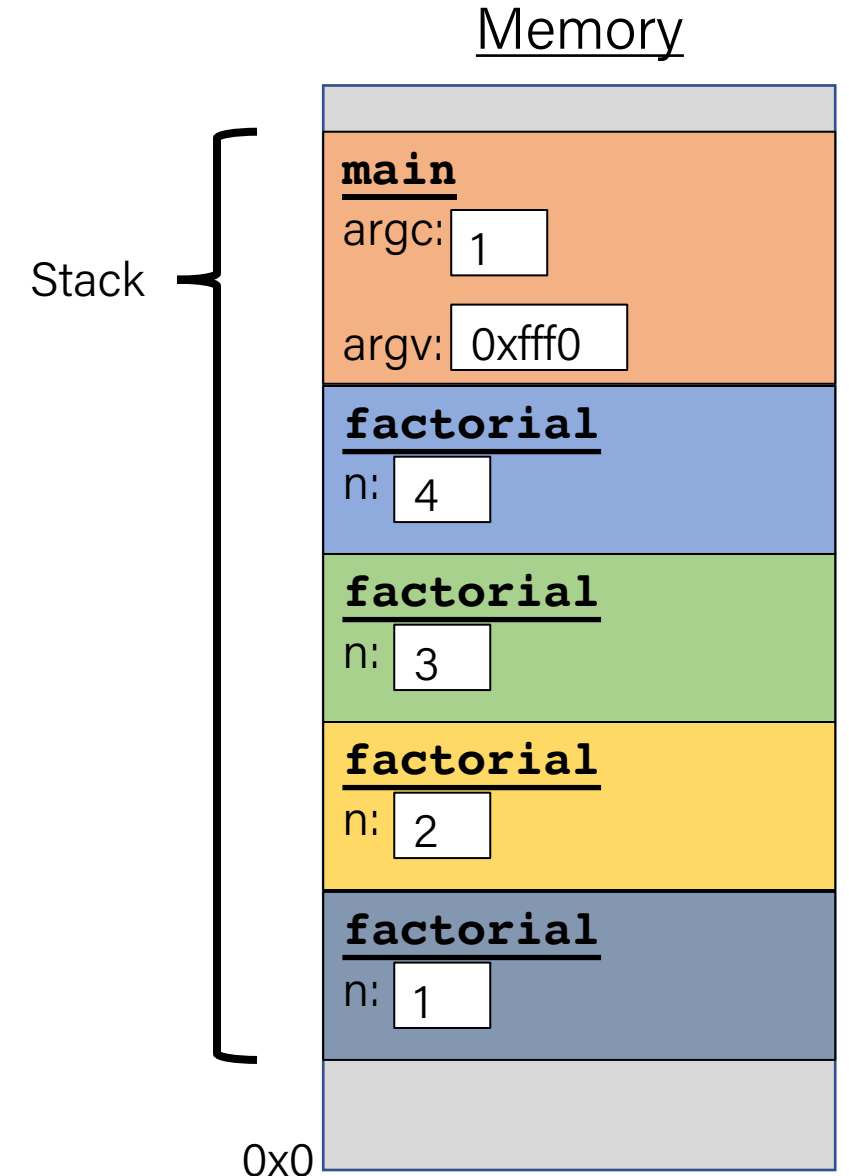 Memory
main
argc: 1
Stack
argv: 0xfff0
factorial
n: 4
factorial
n: 3
factorial
n: 2
factorial
n: 1
0x0